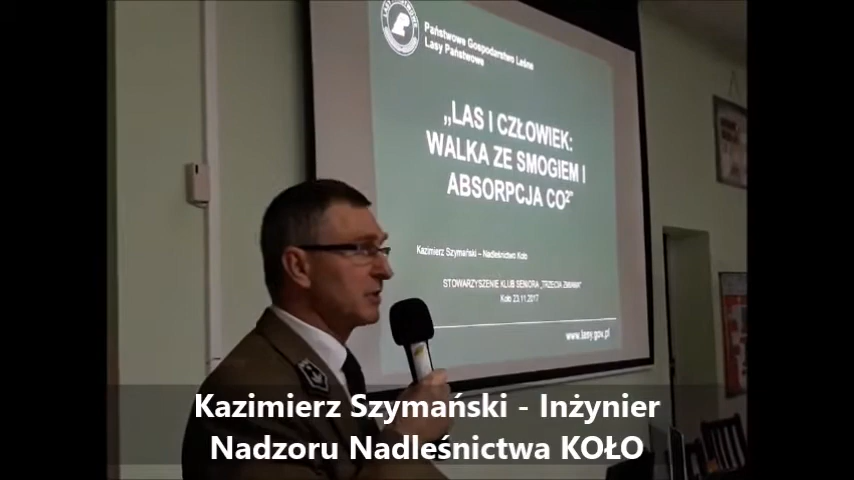 Państwowe Gospodarstwo Leśne
Lasy Państwowe
„LAS I CZŁOWIEK:
WALKA ZE SMOGIEM I
ABSORPCJA CO²”
Kazimierz Szymański – Nadleśnictwo Koło
STOWARZYSZENIE KLUB SENIORA „TRZECIA ZMIANA”
Koło 23.11.2017
www.lasy.gov.pl
Kazimierz Szymański - Inżynier
Nadzoru Nadleśnictwa KOŁO